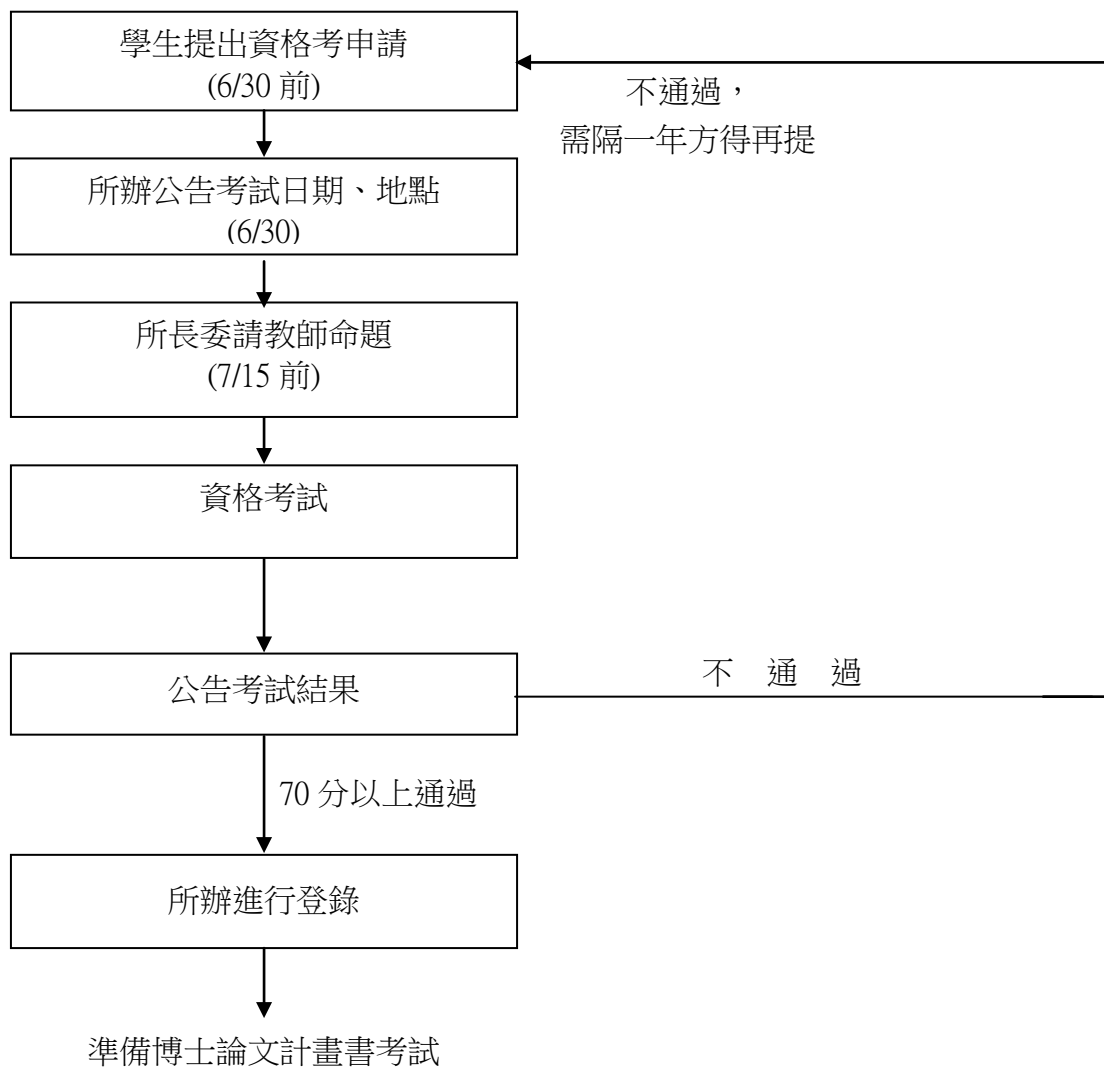 學生提出資格考申請
(6/30 前)
不通過，
需隔一年方得再提
所辦公告考試日期、地點
(6/30)
所長委請教師命題
(7/15 前)
資格考試
公告考試結果
不 通 過
70 分以上通過
所辦進行登錄
準備博士論文計畫書考試